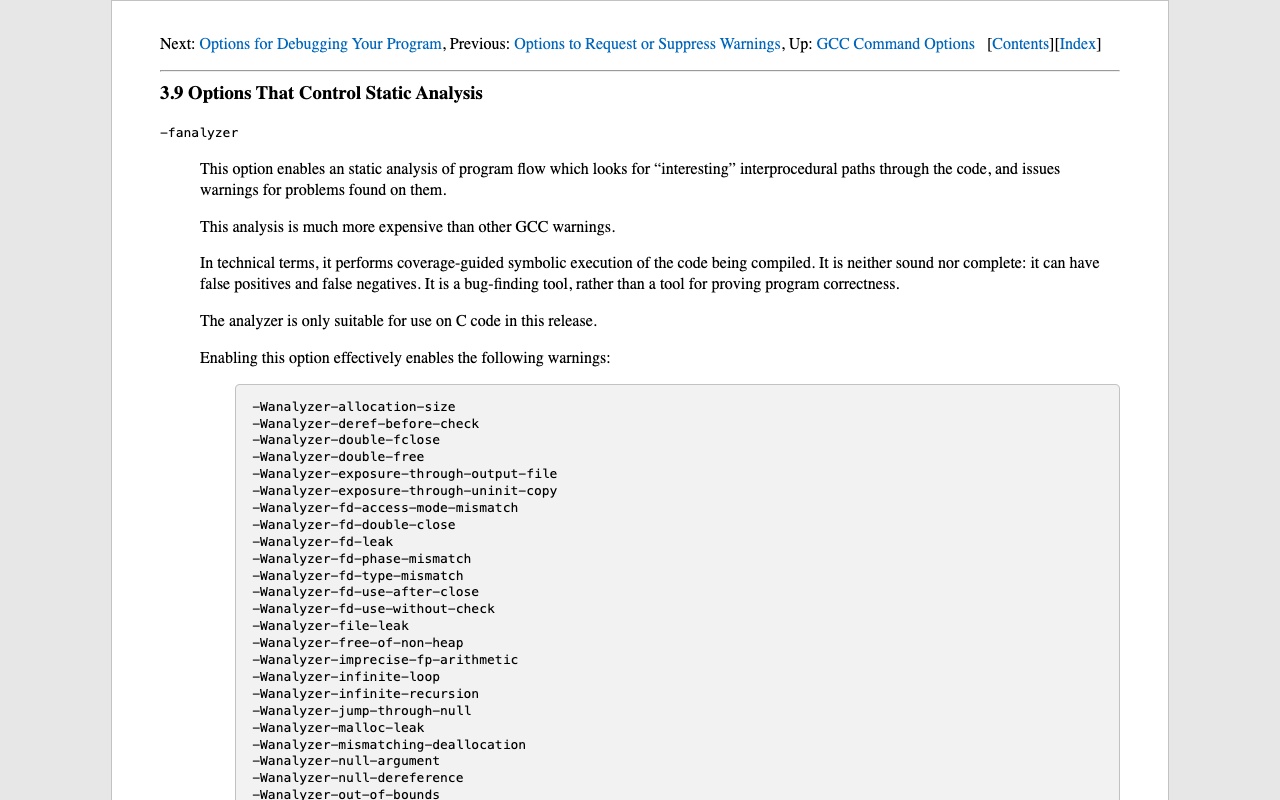 Next: Options for Debugging Your Program, Previous: Options to Request or Suppress Warnings, Up: GCC Command Options [Contents][Index]
3.9 Options That Control Static Analysis
-fanalyzer
This option enables an static analysis of program flow which looks for “interesting” interprocedural paths through the code, and issues
warnings for problems found on them.
This analysis is much more expensive than other GCC warnings.
In technical terms, it performs coverage-guided symbolic execution of the code being compiled. It is neither sound nor complete: it can have
false positives and false negatives. It is a bug-finding tool, rather than a tool for proving program correctness.
The analyzer is only suitable for use on C code in this release.
Enabling this option effectively enables the following warnings:
-Wanalyzer-allocation-size
-Wanalyzer-deref-before-check
-Wanalyzer-double-fclose
-Wanalyzer-double-free
-Wanalyzer-exposure-through-output-file
-Wanalyzer-exposure-through-uninit-copy
-Wanalyzer-fd-access-mode-mismatch
-Wanalyzer-fd-double-close
-Wanalyzer-fd-leak
-Wanalyzer-fd-phase-mismatch
-Wanalyzer-fd-type-mismatch
-Wanalyzer-fd-use-after-close
-Wanalyzer-fd-use-without-check
-Wanalyzer-file-leak
-Wanalyzer-free-of-non-heap
-Wanalyzer-imprecise-fp-arithmetic
-Wanalyzer-infinite-loop
-Wanalyzer-infinite-recursion
-Wanalyzer-jump-through-null
-Wanalyzer-malloc-leak
-Wanalyzer-mismatching-deallocation
-Wanalyzer-null-argument
-Wanalyzer-null-dereference
-Wanalyzer-out-of-bounds